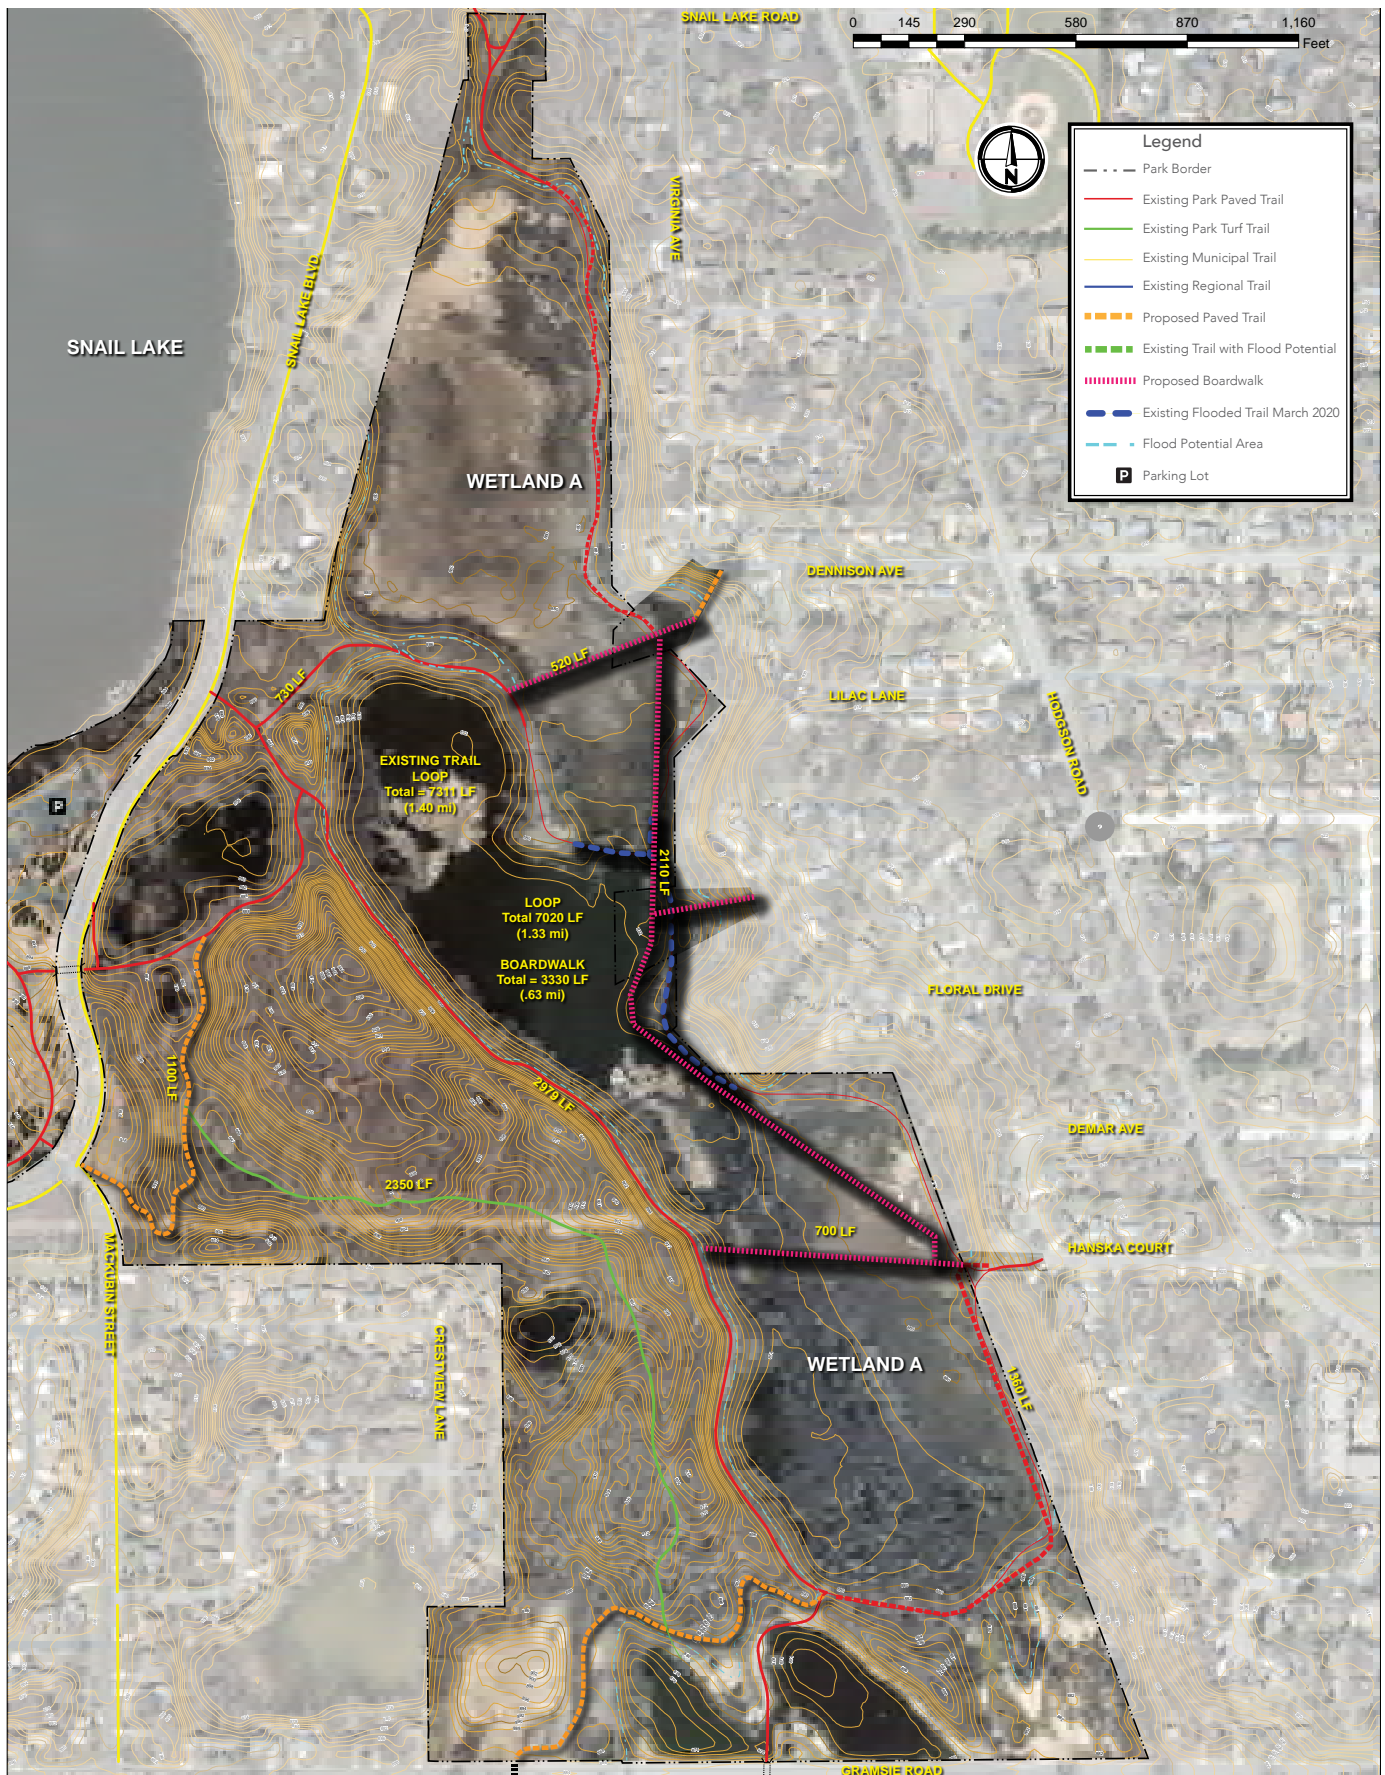 SNAIL LAKE ROAD
0 145 290 580 870 1,160
Feet
N
Legend
Park Border
Existing Park Paved Trail
Existing Park Turf Trail
Existing Municipal Trail
Existing Regional Trail
Proposed Paved Trail
Existing Trail with Flood Potential
Proposed Boardwalk
Existing Flooded Trail March 2020
Flood Potential Area
P Parking Lot
VIRGINIA AVE
SNAIL LAKE BLVD.
SNAIL LAKE
WETLAND A
DENNISON AVE
520 LF
730 LF
LILAC LANE
HODGSON ROAD
EXISTING TRAIL
LOOP
Total = 7311 LF
(1.40 mi)
P
2110 LF
LOOP
Total 7020 LF
(1.33 mi)
BOARDWALK
Total = 3330 LF
(.63 mi)
FLORAL DRIVE
1100 LF
2979 LF
DEMAR AVE
2350 LF
700 LF
HANSKA COURT
MACKUBIN STREET
CRESTVIEW LANE
WETLAND A
1360 LF
GRAMSIE ROAD